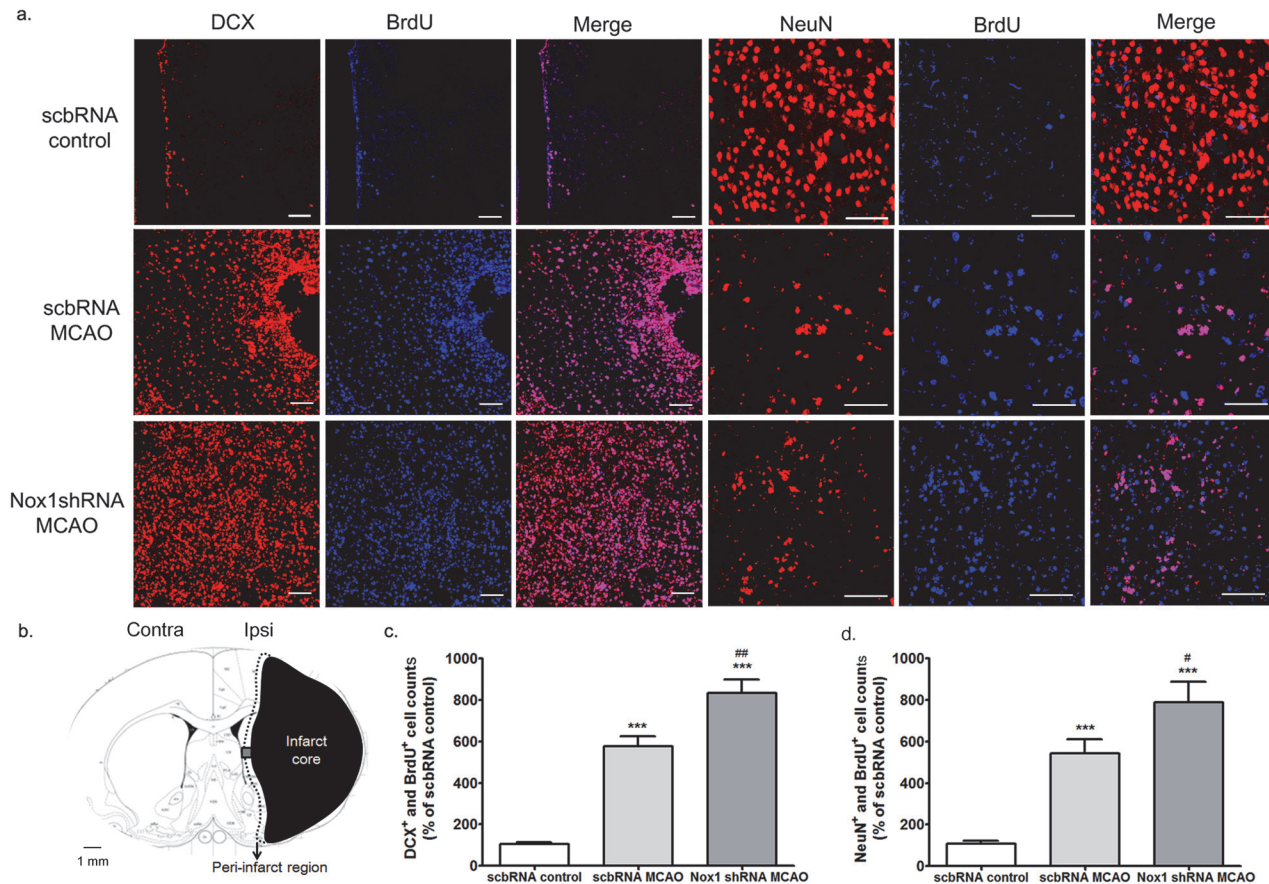 a.
DCX BrdU Merge NeuN BrdU Merge
scbRNA
control
scbRNA
MCAO
Nox1shRNA
MCAO
b.
Contra Ipsi
Infarct
core
1 mm
Peri-infarct region
c.
DCX⁺ and BrdU⁺ cell counts
(% of scbRNA control)
1000
800
600
400
200
0
***
##
***
scbRNA control scbRNA MCAO Nox1 shRNA MCAO
d.
NeuN⁺ and BrdU⁺ cell counts
(% of scbRNA control)
1000
800
600
400
200
0
***
#
***
scbRNA control scbRNA MCAO Nox1 shRNA MCAO